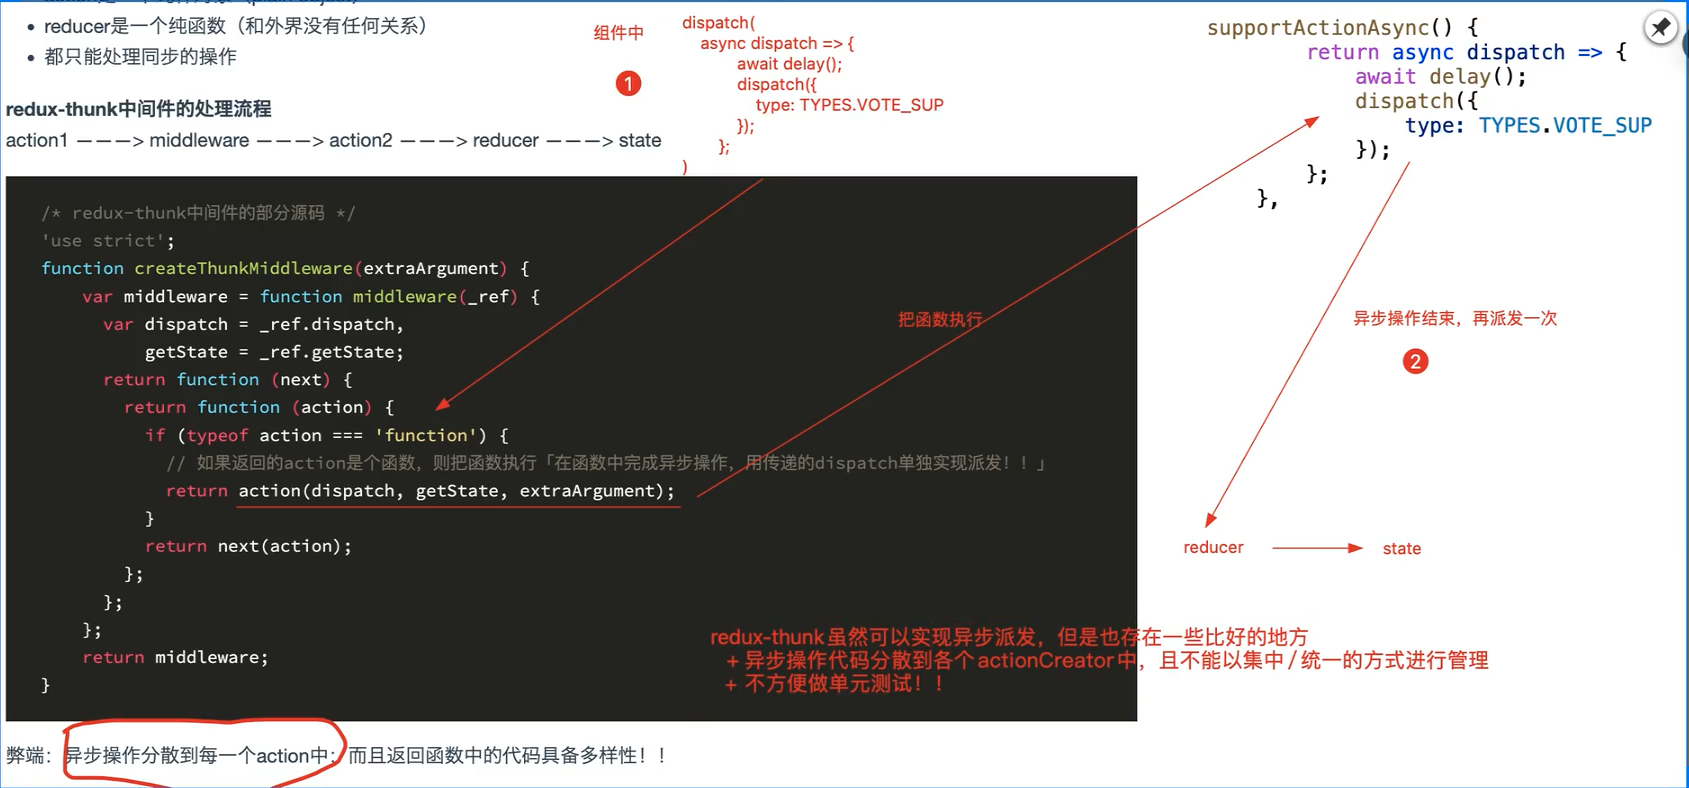 • reducer是一个纯函数（和外界没有任何关系）
• 都只能处理同步的操作
redux-thunk中间件的处理流程
action1 ———> middleware ———> action2 ———> reducer ———> state
组件中
1
dispatch(
async dispatch => {
await delay();
dispatch({
type: TYPES.VOTE_SUP
});
};
)
supportActionAsync() {
return async dispatch => {
await delay();
dispatch({
type: TYPES.VOTE_SUP
});
};
},
/* redux-thunk中间件的部分源码 */
'use strict';
function createThunkMiddleware(extraArgument) {
var middleware = function middleware(_ref) {
var dispatch = _ref.dispatch,
getState = _ref.getState;
return function (next) {
return function (action) {
if (typeof action === 'function') {
// 如果返回的action是个函数，则把函数执行「在函数中完成异步操作，用传递的dispatch单独实现派发！！」
return action(dispatch, getState, extraArgument);
}
return next(action);
};
};
};
return middleware;
}
把函数执行
异步操作结束，再派发一次
2
reducer
state
redux-thunk虽然可以实现异步派发，但是也存在一些比好的地方
+ 异步操作代码分散到各个actionCreator中，且不能以集中/统一的方式进行管理
+ 不方便做单元测试！！
弊端：异步操作分散到每一个action中；而且返回函数中的代码具备多样性！！